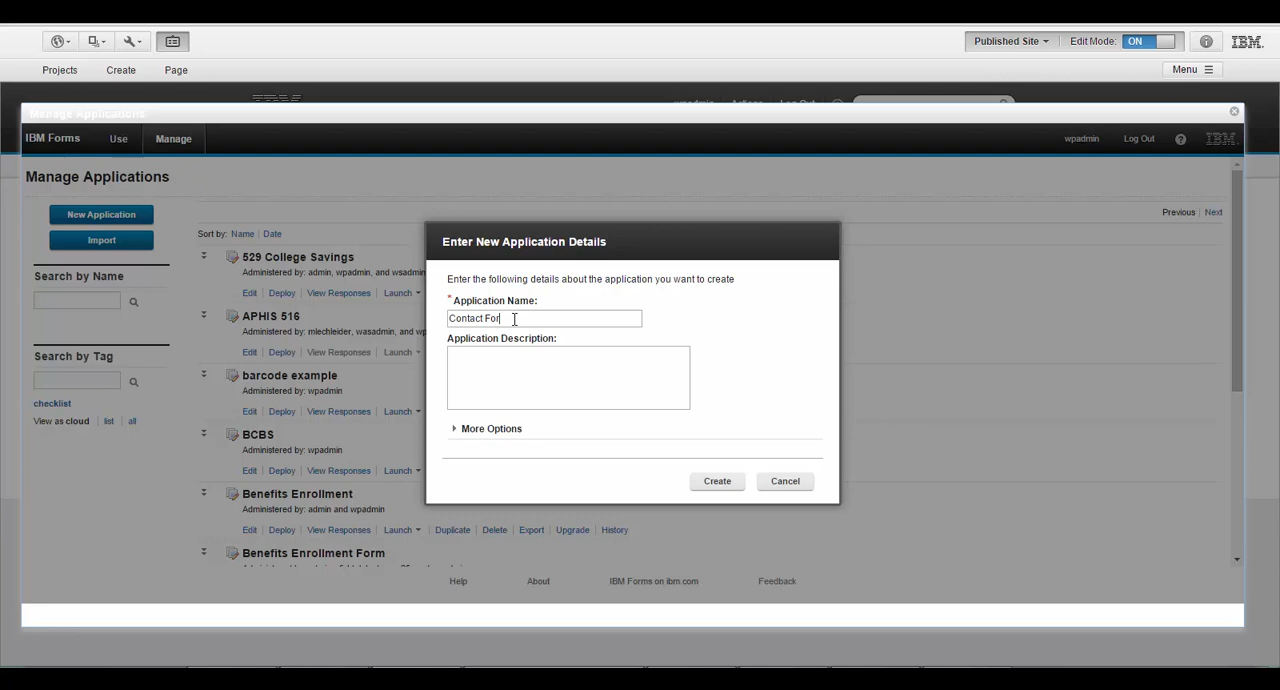 Published Site Edit Mode: ON IBM.
Projects Create Page Menu
Manage Applications
IBM Forms Use Manage wpadmin Log Out ? IBM.
Manage Applications
New Application
Import
Search by Name
Search by Tag
checklist
View as cloud | list | all
Previous Next
Sort by: Name | Date
529 College Savings
Administered by: admin, wpadmin, and wsadmin
Edit | Deploy | View Responses | Launch
APHIS 516
Administered by: mlechleider, wasadmin, and wp
Edit | Deploy | View Responses | Launch
barcode example
Administered by: wpadmin
Edit | Deploy | View Responses | Launch
BCBS
Administered by: wpadmin
Edit | Deploy | View Responses | Launch
Benefits Enrollment
Administered by: admin and wpadmin
Edit | Deploy | View Responses | Launch | Duplicate | Delete | Export | Upgrade | History
Benefits Enrollment Form
Enter New Application Details
Enter the following details about the application you want to create
* Application Name:
Contact For
Application Description:
More Options
Create Cancel
Help About IBM Forms on ibm.com Feedback